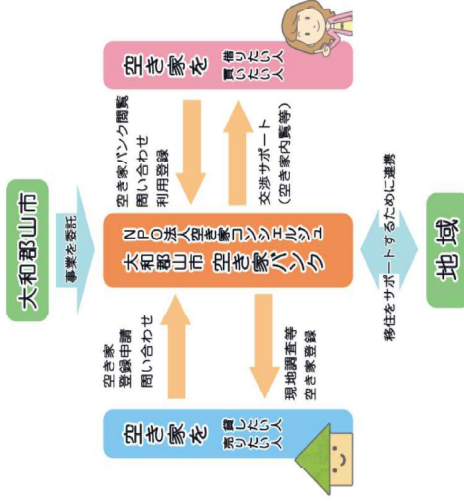 大和郡山市
事業を委託
空き家を
貸したい人
売りたい人
空き家
登録申請
問い合わせ
現地調査等
空き家登録
NPO法人空き家コンシェルジュ
大和郡山市 空き家バンク
空き家バンク閲覧
問い合わせ
利用登録
交渉サポート
（空き家内覧等）
空き家を
借りたい人
買いたい人
移住をサポートするために連携
地域